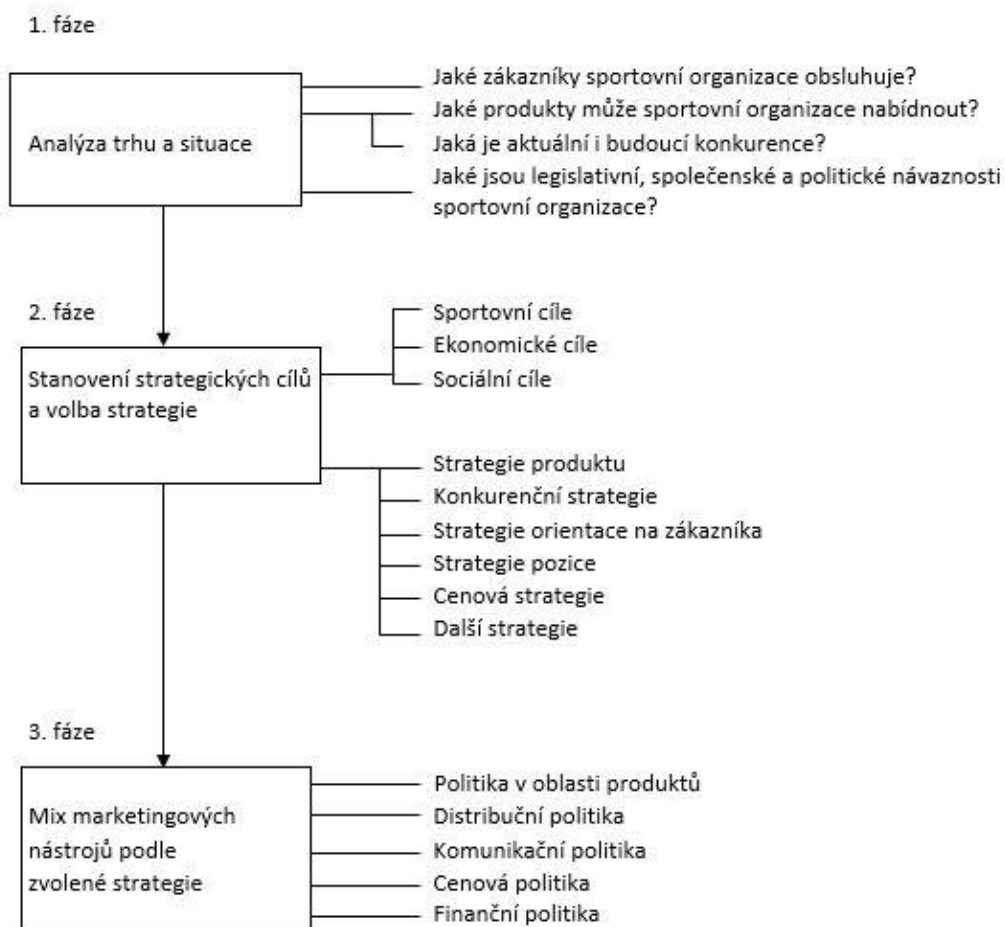 1. fáze
Jaké zákazníky sportovní organizace obsluhuje?
Jaké produkty může sportovní organizace nabídnout?
Analýza trhu a situace
Jaká je aktuální i budoucí konkurence?
Jaké jsou legislativní, společenské a politické návaznosti
sportovní organizace?
2. fáze
Sportovní cíle
Ekonomické cíle
Sociální cíle
Stanovení strategických cílů
a volba strategie
Strategie produktu
Konkurenční strategie
Strategie orientace na zákazníka
Strategie pozice
Cenová strategie
Další strategie
3. fáze
Mix marketingových
nástrojů podle
zvolené strategie
Politika v oblasti produktů
Distribuční politika
Komunikační politika
Cenová politika
Finanční politika